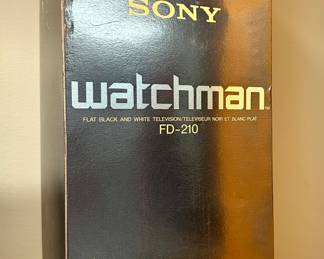 SONY
watchman
FLAT BLACK AND WHITE TELEVISION/TELEVISEUR NOIR ET BLANC PLAT
FD-210